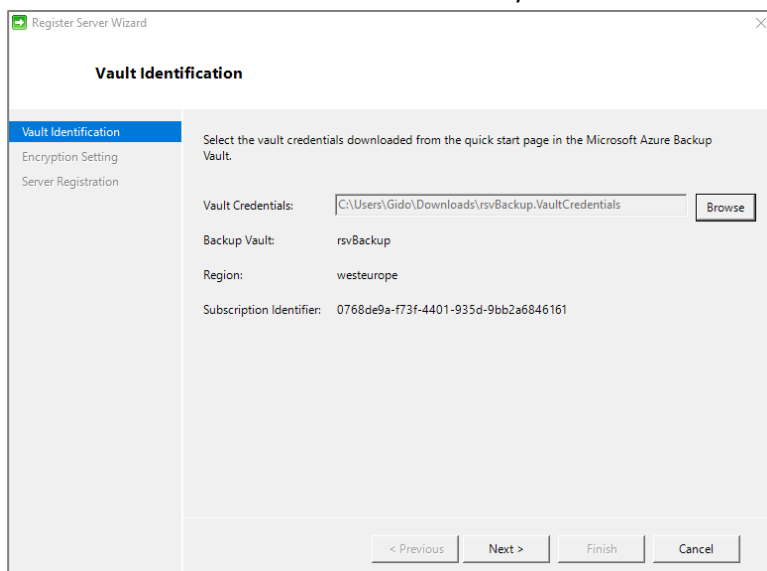 Register Server Wizard
Vault Identification
Vault Identification
Encryption Setting
Server Registration
Select the vault credentials downloaded from the quick start page in the Microsoft Azure Backup
Vault.
Vault Credentials: C:\Users\Gido\Downloads\rsvBackup.VaultCredentials Browse
Backup Vault: rsvBackup
Region: westeurope
Subscription Identifier: 0768de9a-f73f-4401-935d-9bb2a6846161
< Previous Next > Finish Cancel